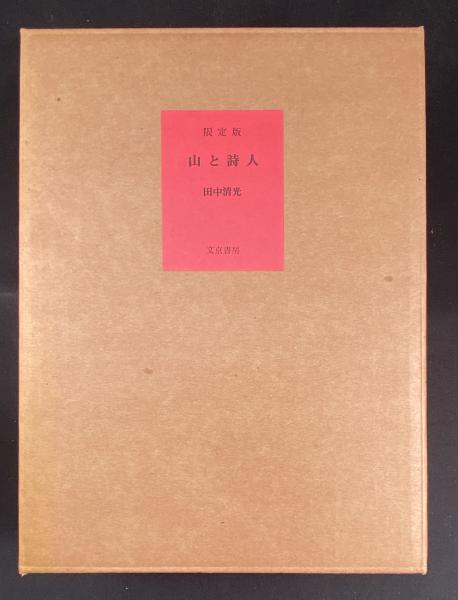 限定版
山と詩人
田中清光
文京書房